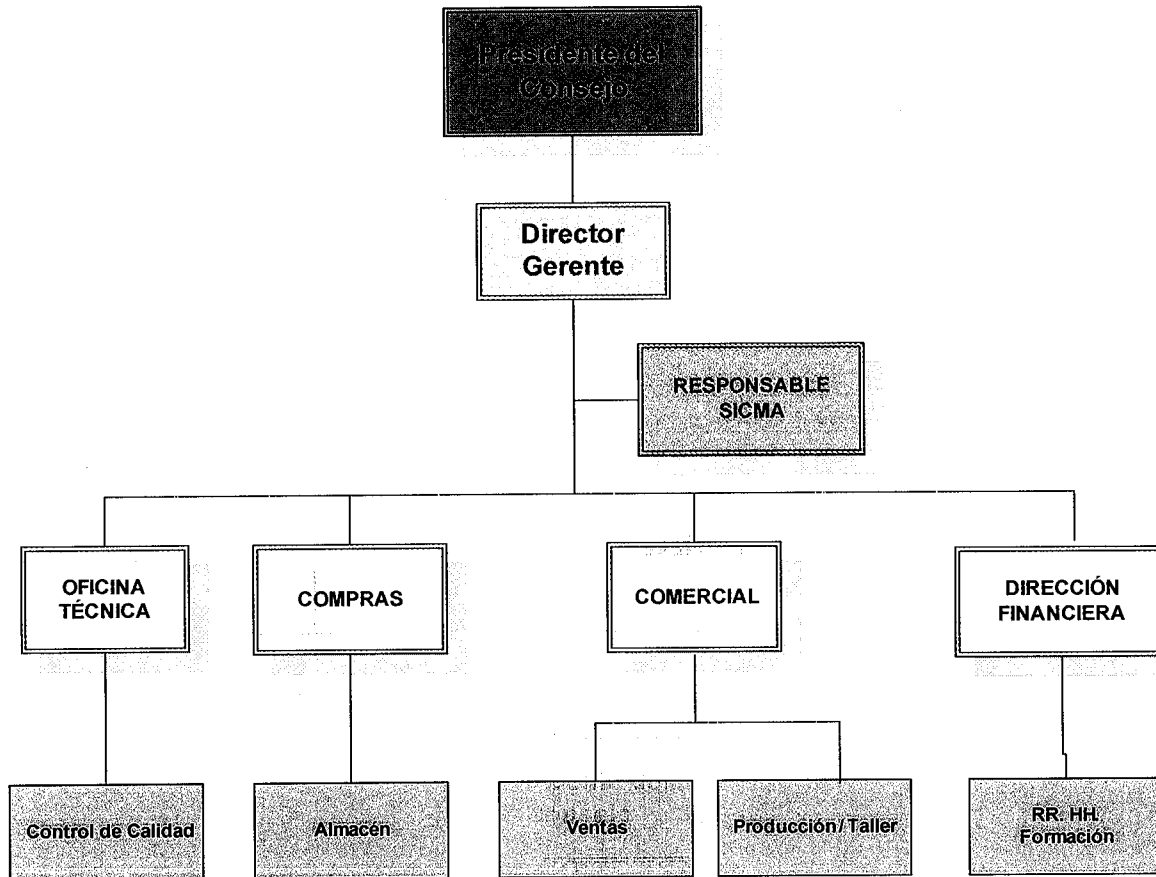 Presidente del
Consejo
Director
Gerente
RESPONSABLE
SICMA
OFICINA
TÉCNICA
COMPRAS
COMERCIAL
DIRECCIÓN
FINANCIERA
Control de Calidad
Almacén
Ventas
Producción / Taller
RR. HH.
Formación